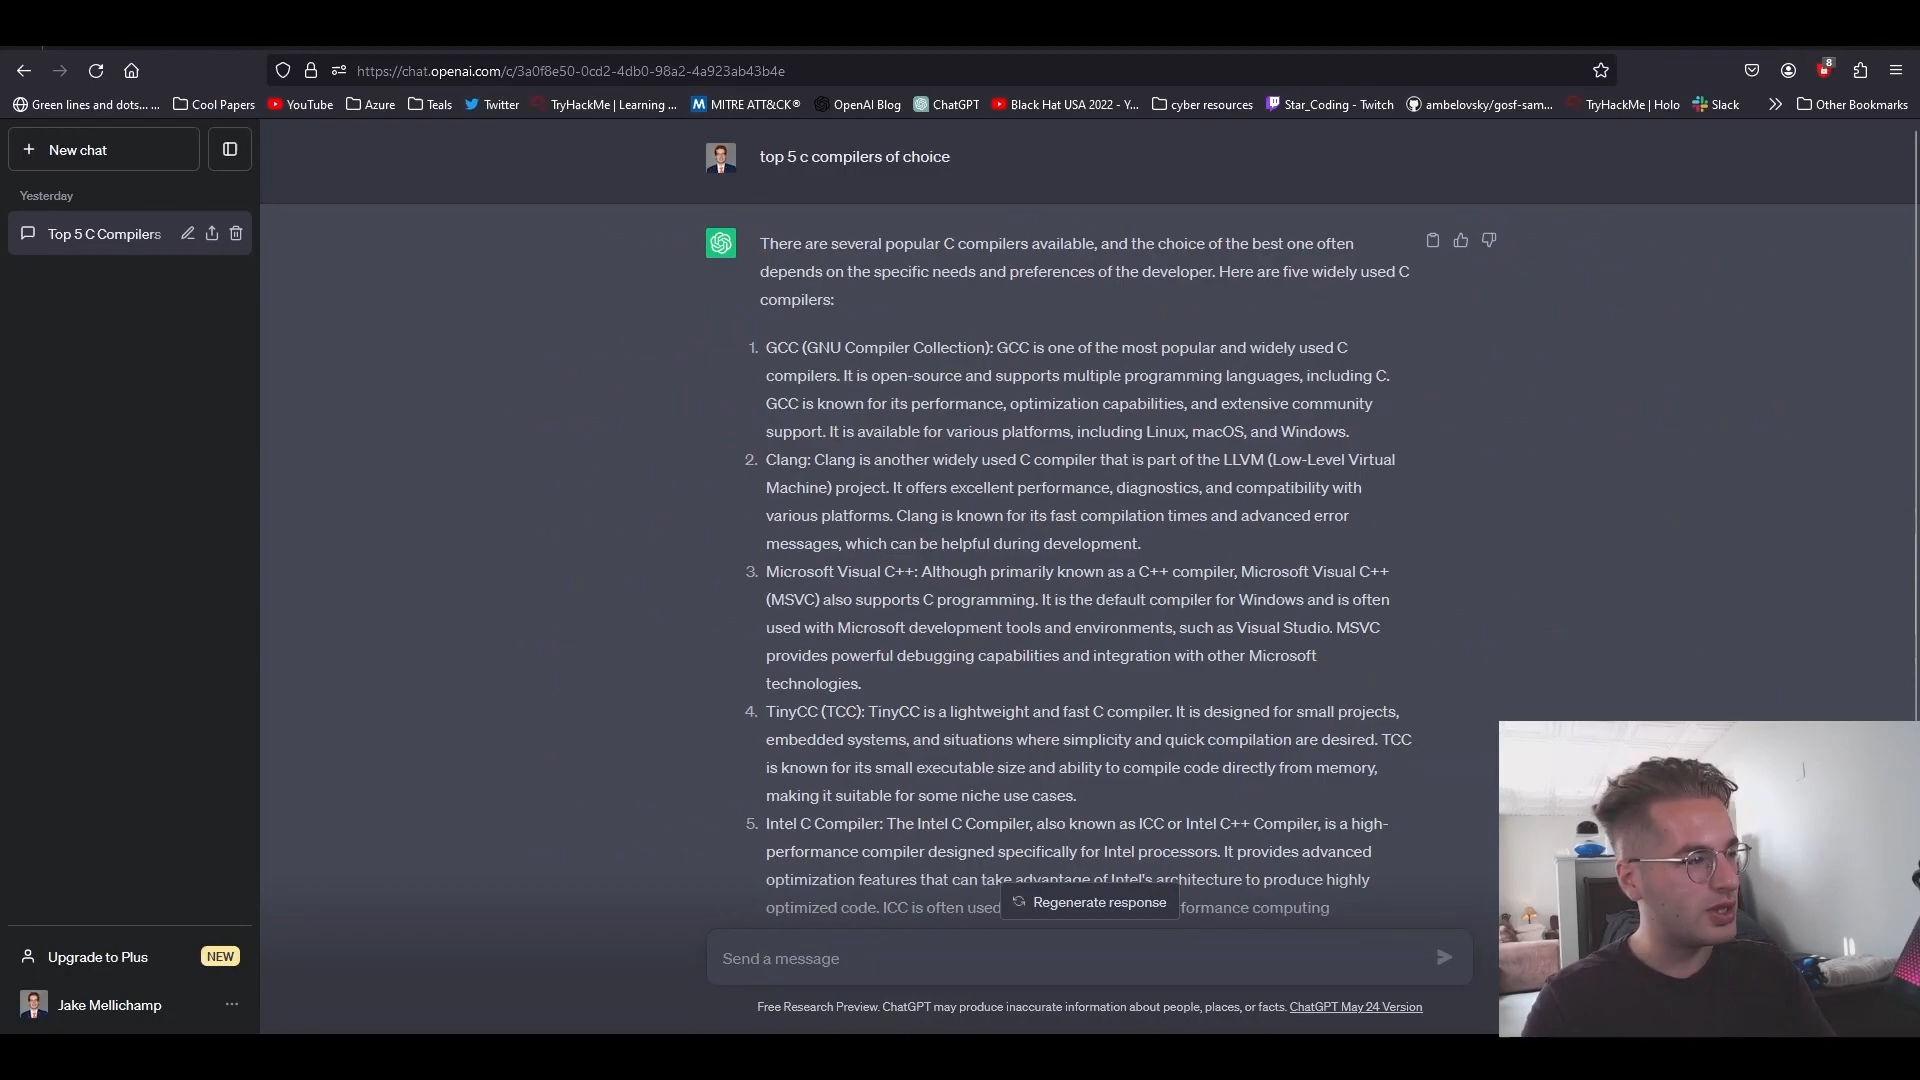 https://chat.openai.com/c/3a0f8e50-0cd2-4db0-98a2-4a923ab43b4e
8
Green lines and dots... ...
Cool Papers
YouTube
Azure
Teals
Twitter
TryHackMe | Learning ...
MITRE ATT&CK®
OpenAI Blog
ChatGPT
Black Hat USA 2022 - Y...
cyber resources
Star_Coding - Twitch
ambelovsky/gosf-sam...
TryHackMe | Holo
Slack
Other Bookmarks
New chat
Yesterday
Top 5 C Compilers
Upgrade to Plus
NEW
Jake Mellichamp
top 5 c compilers of choice
There are several popular C compilers available, and the choice of the best one often
depends on the specific needs and preferences of the developer. Here are five widely used C
compilers:
1. GCC (GNU Compiler Collection): GCC is one of the most popular and widely used C
compilers. It is open-source and supports multiple programming languages, including C.
GCC is known for its performance, optimization capabilities, and extensive community
support. It is available for various platforms, including Linux, macOS, and Windows.
2. Clang: Clang is another widely used C compiler that is part of the LLVM (Low-Level Virtual
Machine) project. It offers excellent performance, diagnostics, and compatibility with
various platforms. Clang is known for its fast compilation times and advanced error
messages, which can be helpful during development.
3. Microsoft Visual C++: Although primarily known as a C++ compiler, Microsoft Visual C++
(MSVC) also supports C programming. It is the default compiler for Windows and is often
used with Microsoft development tools and environments, such as Visual Studio. MSVC
provides powerful debugging capabilities and integration with other Microsoft
technologies.
4. TinyCC (TCC): TinyCC is a lightweight and fast C compiler. It is designed for small projects,
embedded systems, and situations where simplicity and quick compilation are desired. TCC
is known for its small executable size and ability to compile code directly from memory,
making it suitable for some niche use cases.
5. Intel C Compiler: The Intel C Compiler, also known as ICC or Intel C++ Compiler, is a high-
performance compiler designed specifically for Intel processors. It provides advanced
optimization features that can take advantage of Intel's architecture to produce highly
optimized code. ICC is often used formance computing
Regenerate response
Send a message
Free Research Preview. ChatGPT may produce inaccurate information about people, places, or facts. ChatGPT May 24 Version